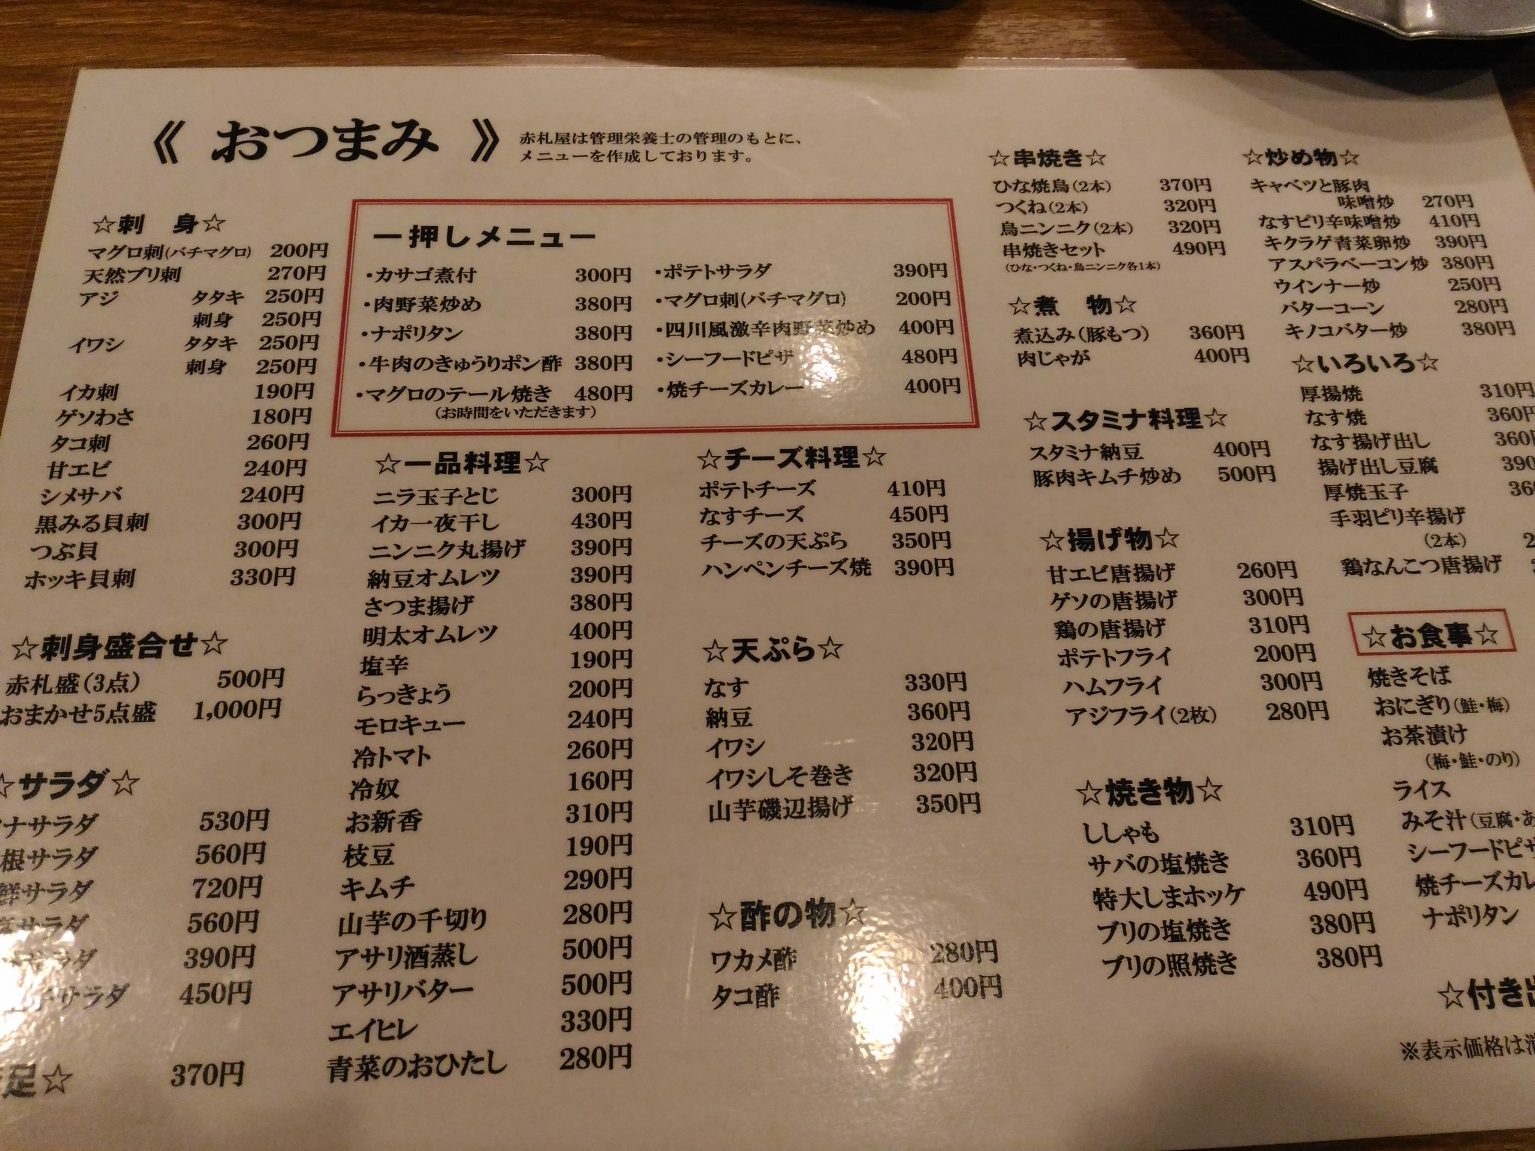 《 おつまみ 》
赤札屋は管理栄養士の管理のもとに、
メニューを作成しております。
☆刺 身☆
マグロ刺(バチマグロ) 200円
天然ブリ刺 270円
アジ タタキ 250円
刺身 250円
イワシ タタキ 250円
刺身 250円
イカ刺 190円
ゲソわさ 180円
タコ刺 260円
甘エビ 240円
シメサバ 240円
黒みる貝刺 300円
つぶ貝 300円
ホッキ貝刺 330円
☆刺身盛合せ☆
赤札盛(3点) 500円
おまかせ5点盛 1,000円
☆サラダ☆
ナサラダ 530円
根サラダ 560円
鮮サラダ 720円
サラダ 560円
サラダ 390円
サラダ 450円
足☆ 370円
一押しメニュー
・カサゴ煮付 300円
・肉野菜炒め 380円
・ナポリタン 380円
・牛肉のきゅうりポン酢 380円
・マグロのテール焼き 480円
(お時間をいただきます)
・ポテトサラダ 390円
・マグロ刺(バチマグロ) 200円
・四川風激辛肉野菜炒め 400円
・シーフードピザ 480円
・焼チーズカレー 400円
☆一品料理☆
ニラ玉子とじ 300円
イカ一夜干し 430円
ニンニク丸揚げ 390円
納豆オムレツ 390円
さつま揚げ 380円
明太オムレツ 400円
塩辛 190円
らっきょう 200円
モロキュー 240円
冷トマト 260円
冷奴 160円
お新香 310円
枝豆 190円
キムチ 290円
山芋の千切り 280円
アサリ酒蒸し 500円
アサリバター 500円
エイヒレ 330円
青菜のおひたし 280円
☆チーズ料理☆
ポテトチーズ 410円
なすチーズ 450円
チーズの天ぷら 350円
ハンペンチーズ焼 390円
☆天ぷら☆
なす 330円
納豆 360円
イワシ 320円
イワシしそ巻き 320円
山芋磯辺揚げ 350円
☆酢の物☆
ワカメ酢 280円
タコ酢 400円
☆串焼き☆
ひな焼鳥(2本) 370円
つくね(2本) 320円
鳥ニンニク(2本) 320円
串焼きセット 490円
(ひな・つくね・鳥ニンニク各1本)
☆煮 物☆
煮込み(豚もつ) 360円
肉じゃが 400円
☆スタミナ料理☆
スタミナ納豆 400円
豚肉キムチ炒め 500円
☆揚げ物☆
甘エビ唐揚げ 260円
ゲソの唐揚げ 300円
鶏の唐揚げ 310円
ポテトフライ 200円
ハムフライ 300円
アジフライ(2枚) 280円
☆焼き物☆
ししゃも 310円
サバの塩焼き 360円
特大しまホッケ 490円
ブリの塩焼き 380円
ブリの照焼き 380円
☆炒め物☆
キャベツと豚肉
味噌炒 270円
なすピリ辛味噌炒 410円
キクラゲ青菜卵炒 390円
アスパラベーコン炒 380円
ウインナー炒 250円
バターコーン 280円
キノコバター炒 380円
☆いろいろ☆
厚揚焼 310円
なす焼 360円
なす揚げ出し 360
揚げ出し豆腐 390
厚焼玉子 36
手羽ピリ辛揚げ
(2本) 2
鶏なんこつ唐揚げ
☆お食事☆
焼きそば
おにぎり(鮭・梅)
お茶漬け
(梅・鮭・のり)
ライス
みそ汁(豆腐・あ
シーフードピザ
焼チーズカレ
ナポリタン
☆付き出
※表示価格は消